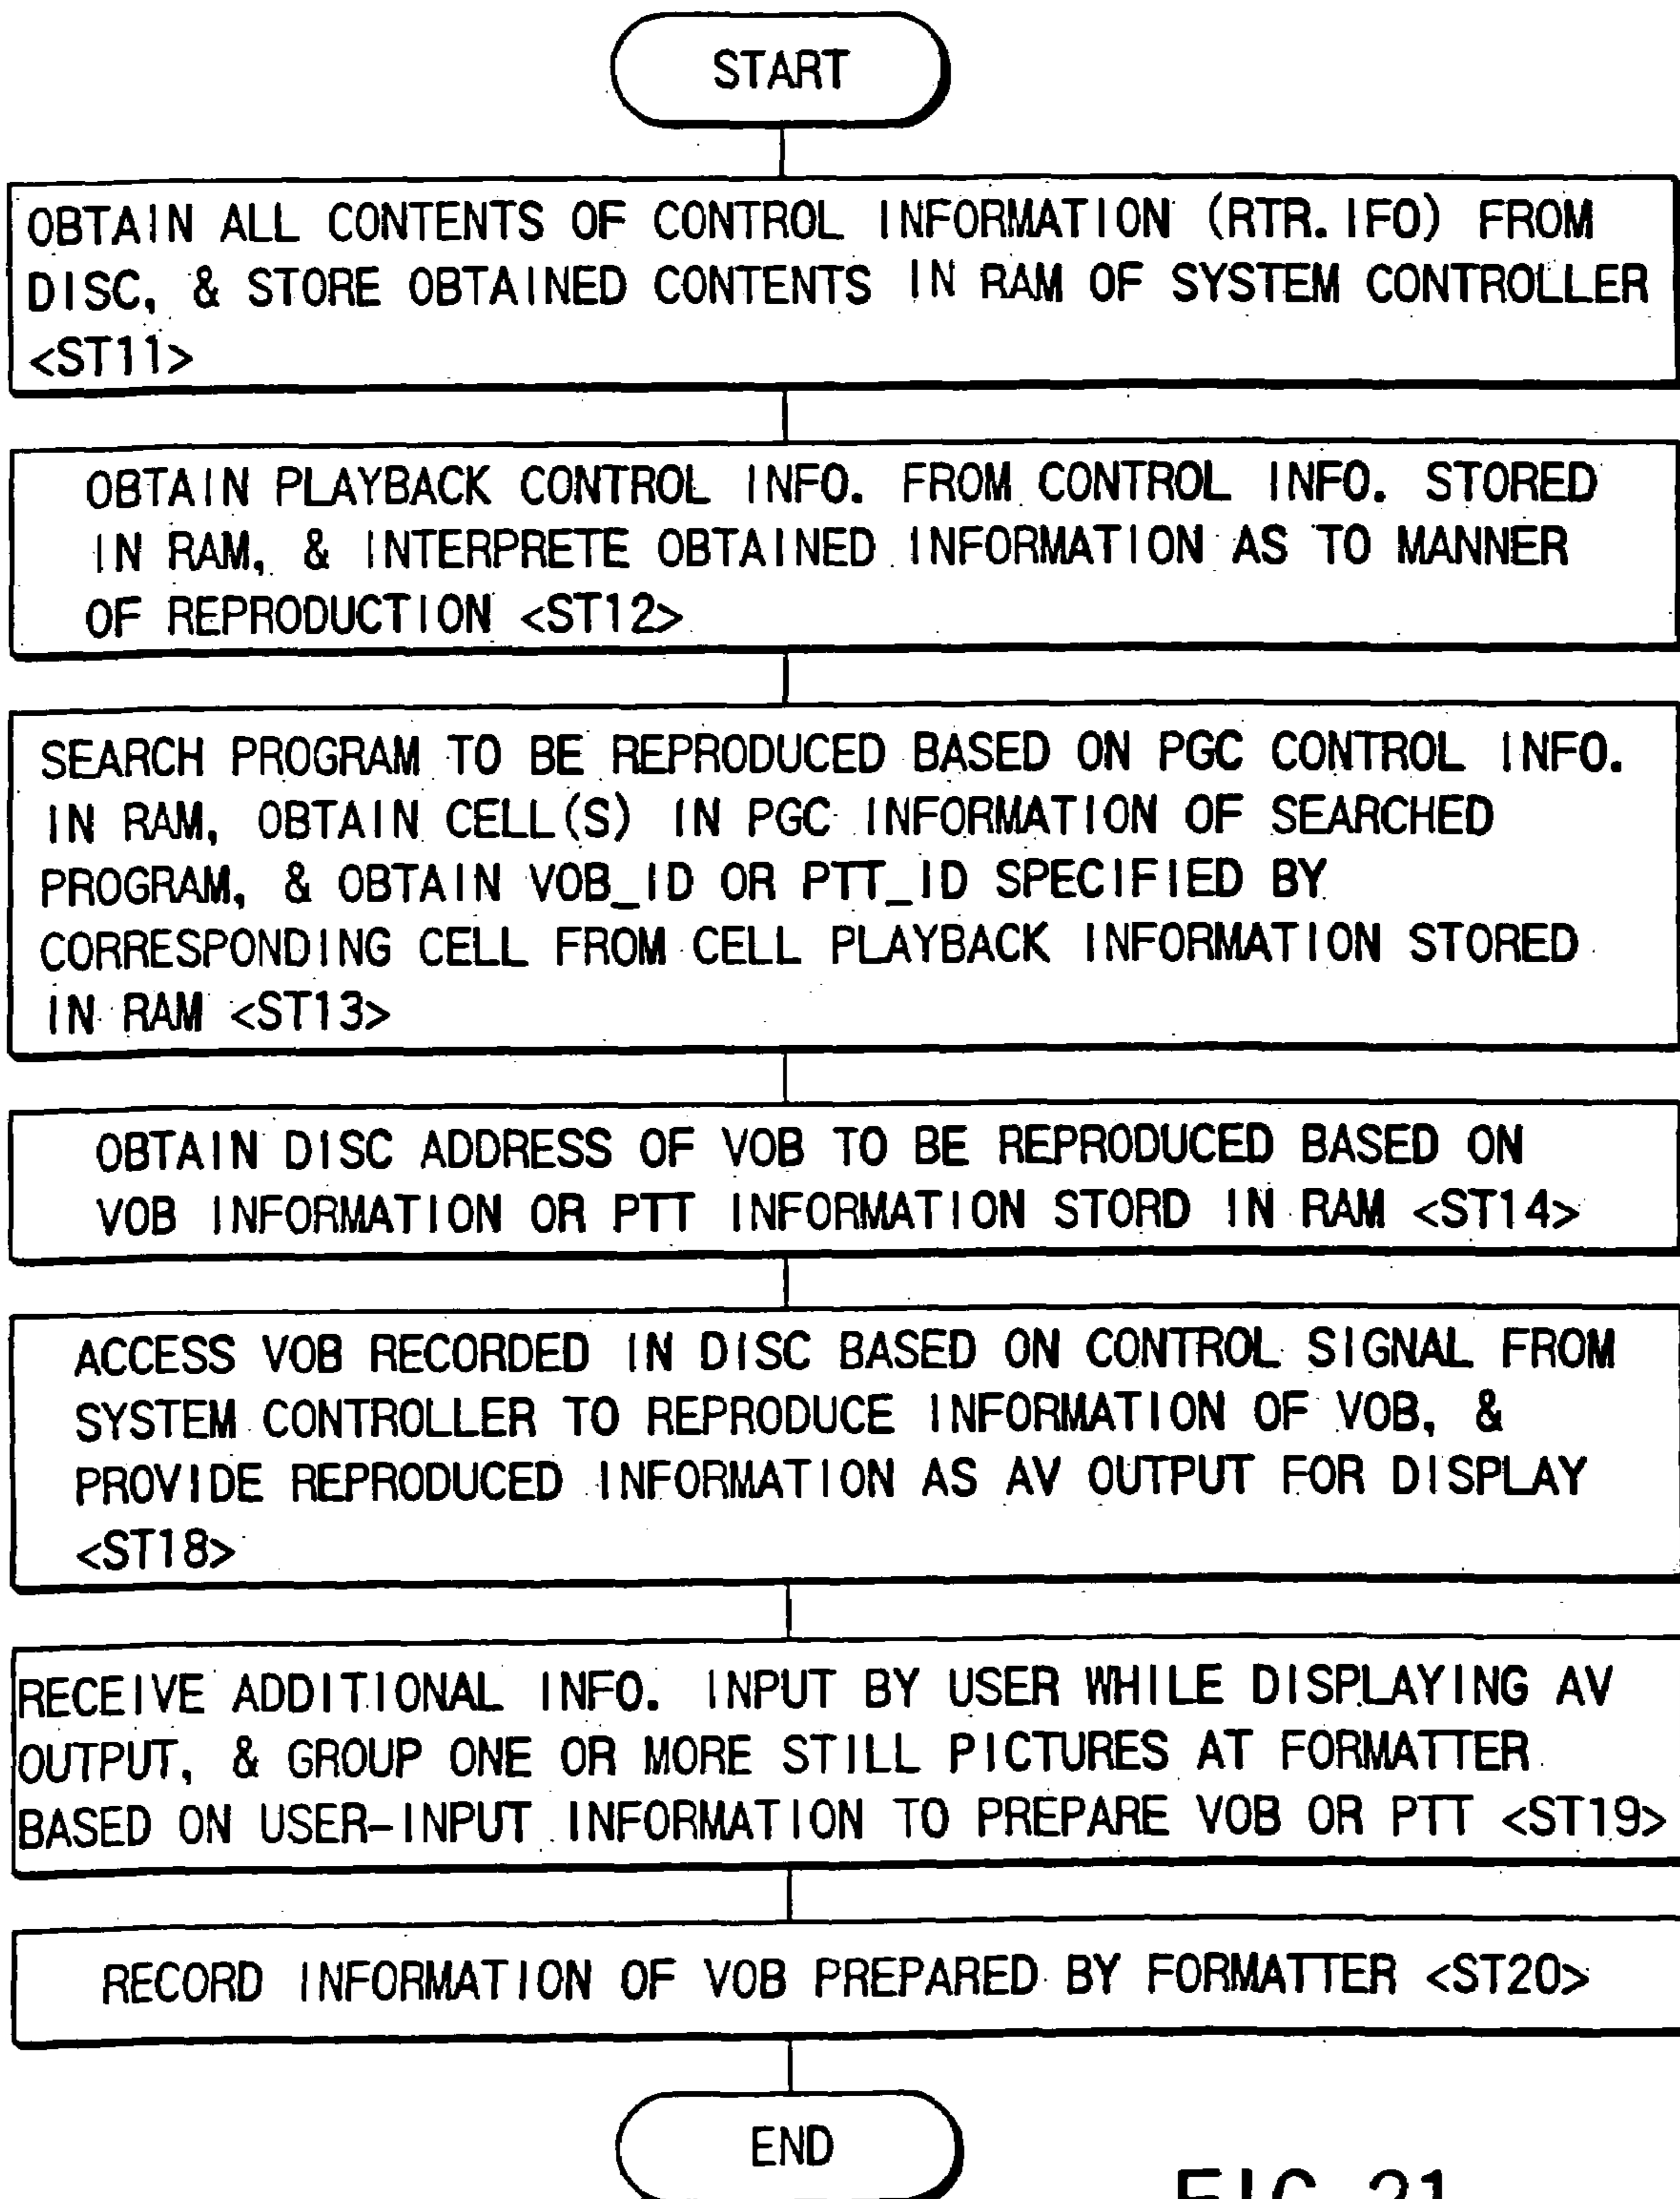 START
OBTAIN ALL CONTENTS OF CONTROL INFORMATION (RTR.IFO) FROM
DISC, & STORE OBTAINED CONTENTS IN RAM OF SYSTEM CONTROLLER
<ST11>
OBTAIN PLAYBACK CONTROL INFO. FROM CONTROL INFO. STORED
IN RAM, & INTERPRETE OBTAINED INFORMATION AS TO MANNER
OF REPRODUCTION <ST12>
SEARCH PROGRAM TO BE REPRODUCED BASED ON PGC CONTROL INFO.
IN RAM, OBTAIN CELL(S) IN PGC INFORMATION OF SEARCHED
PROGRAM, & OBTAIN VOB_ID OR PTT_ID SPECIFIED BY
CORRESPONDING CELL FROM CELL PLAYBACK INFORMATION STORED
IN RAM <ST13>
OBTAIN DISC ADDRESS OF VOB TO BE REPRODUCED BASED ON
VOB INFORMATION OR PTT INFORMATION STORD IN RAM <ST14>
ACCESS VOB RECORDED IN DISC BASED ON CONTROL SIGNAL FROM
SYSTEM CONTROLLER TO REPRODUCE INFORMATION OF VOB, &
PROVIDE REPRODUCED INFORMATION AS AV OUTPUT FOR DISPLAY
<ST18>
RECEIVE ADDITIONAL INFO. INPUT BY USER WHILE DISPLAYING AV
OUTPUT, & GROUP ONE OR MORE STILL PICTURES AT FORMATTER
BASED ON USER-INPUT INFORMATION TO PREPARE VOB OR PTT <ST19>
RECORD INFORMATION OF VOB PREPARED BY FORMATTER <ST20>
END
FIG. 21